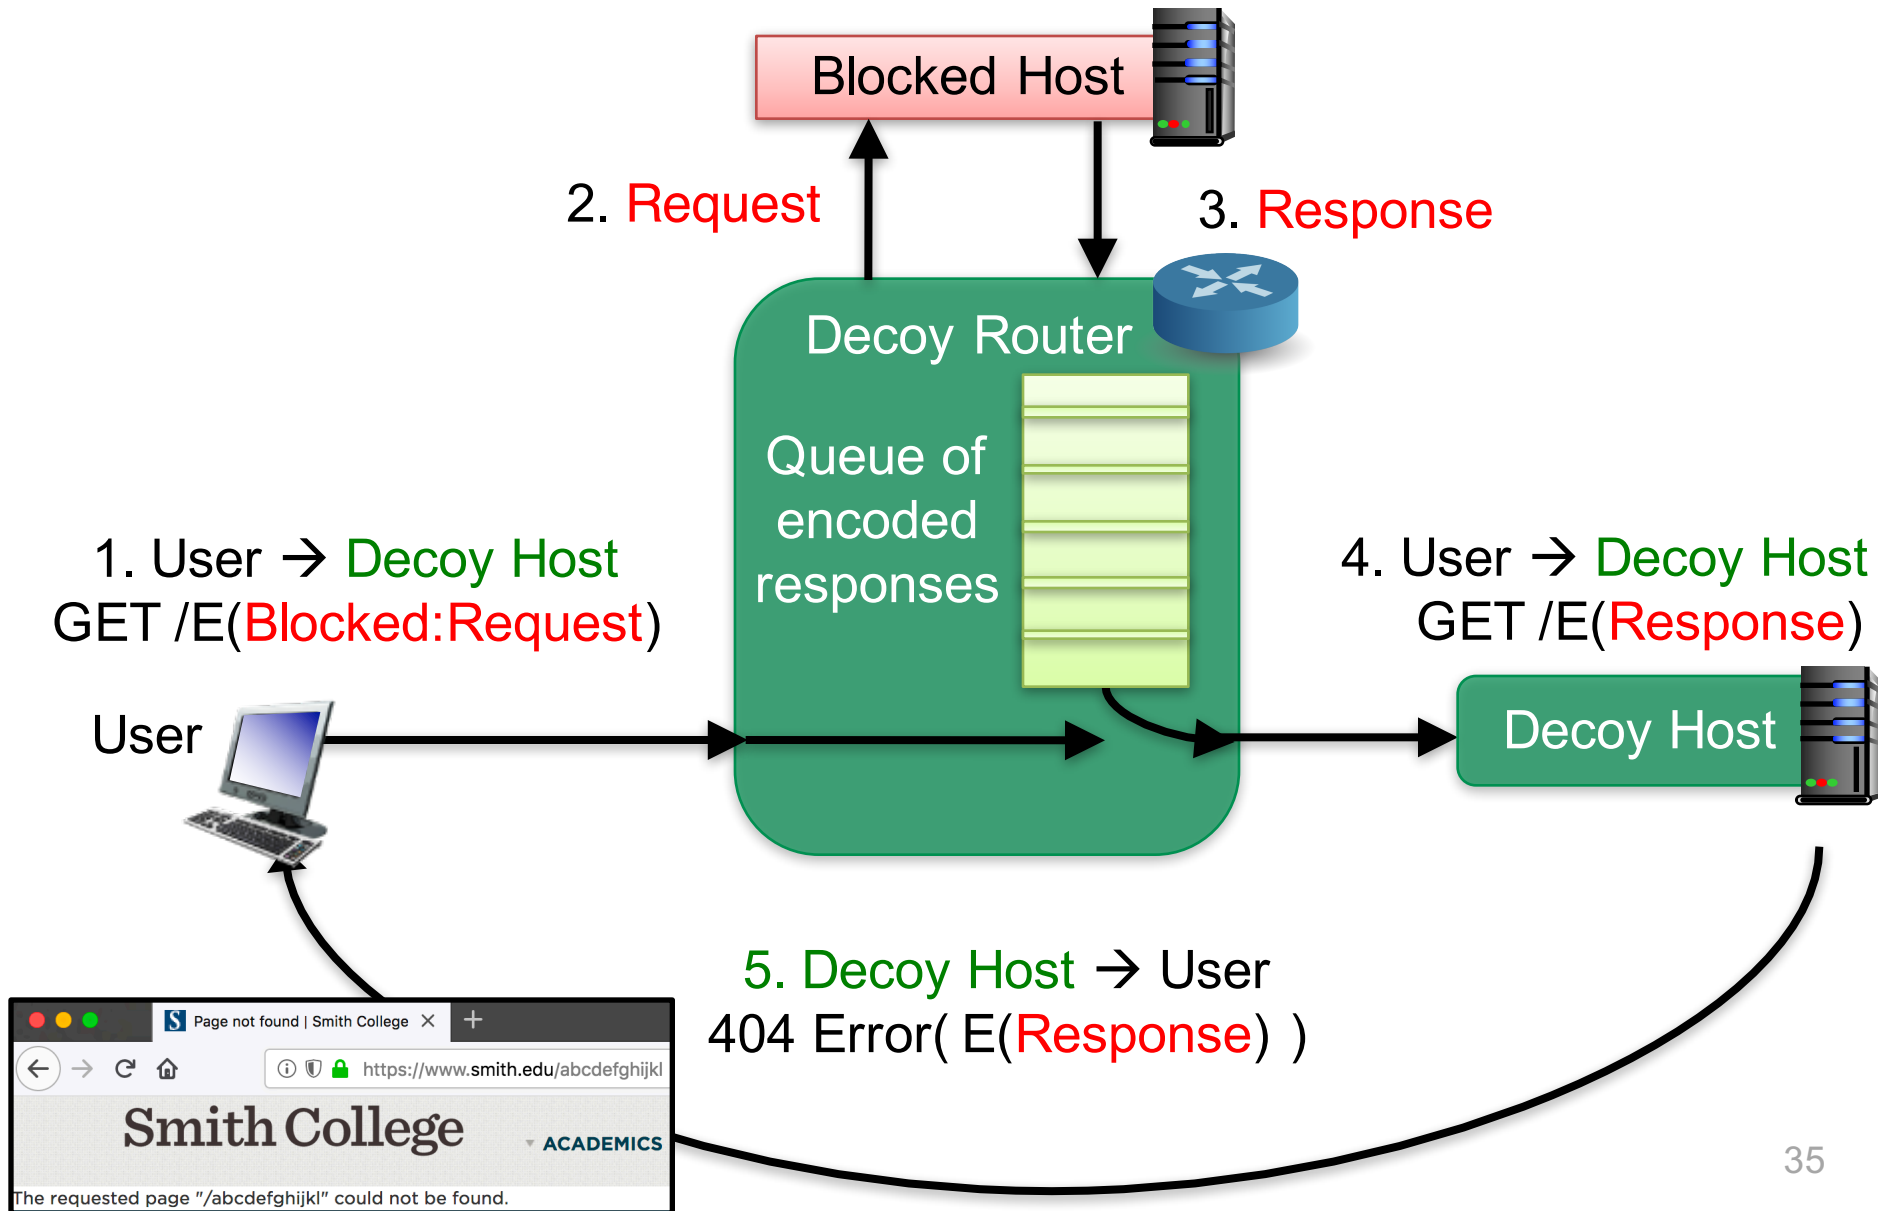 Blocked Host
2. Request
3. Response
Decoy Router
Queue of
encoded
responses
1. User → Decoy Host
GET /E(Blocked:Request)
4. User → Decoy Host
GET /E(Response)
User
Decoy Host
5. Decoy Host → User
404 Error( E(Response) )
S Page not found | Smith College × +
https://www.smith.edu/abcdefghijkl
Smith College
ACADEMICS
The requested page "/abcdefghijkl" could not be found.
35